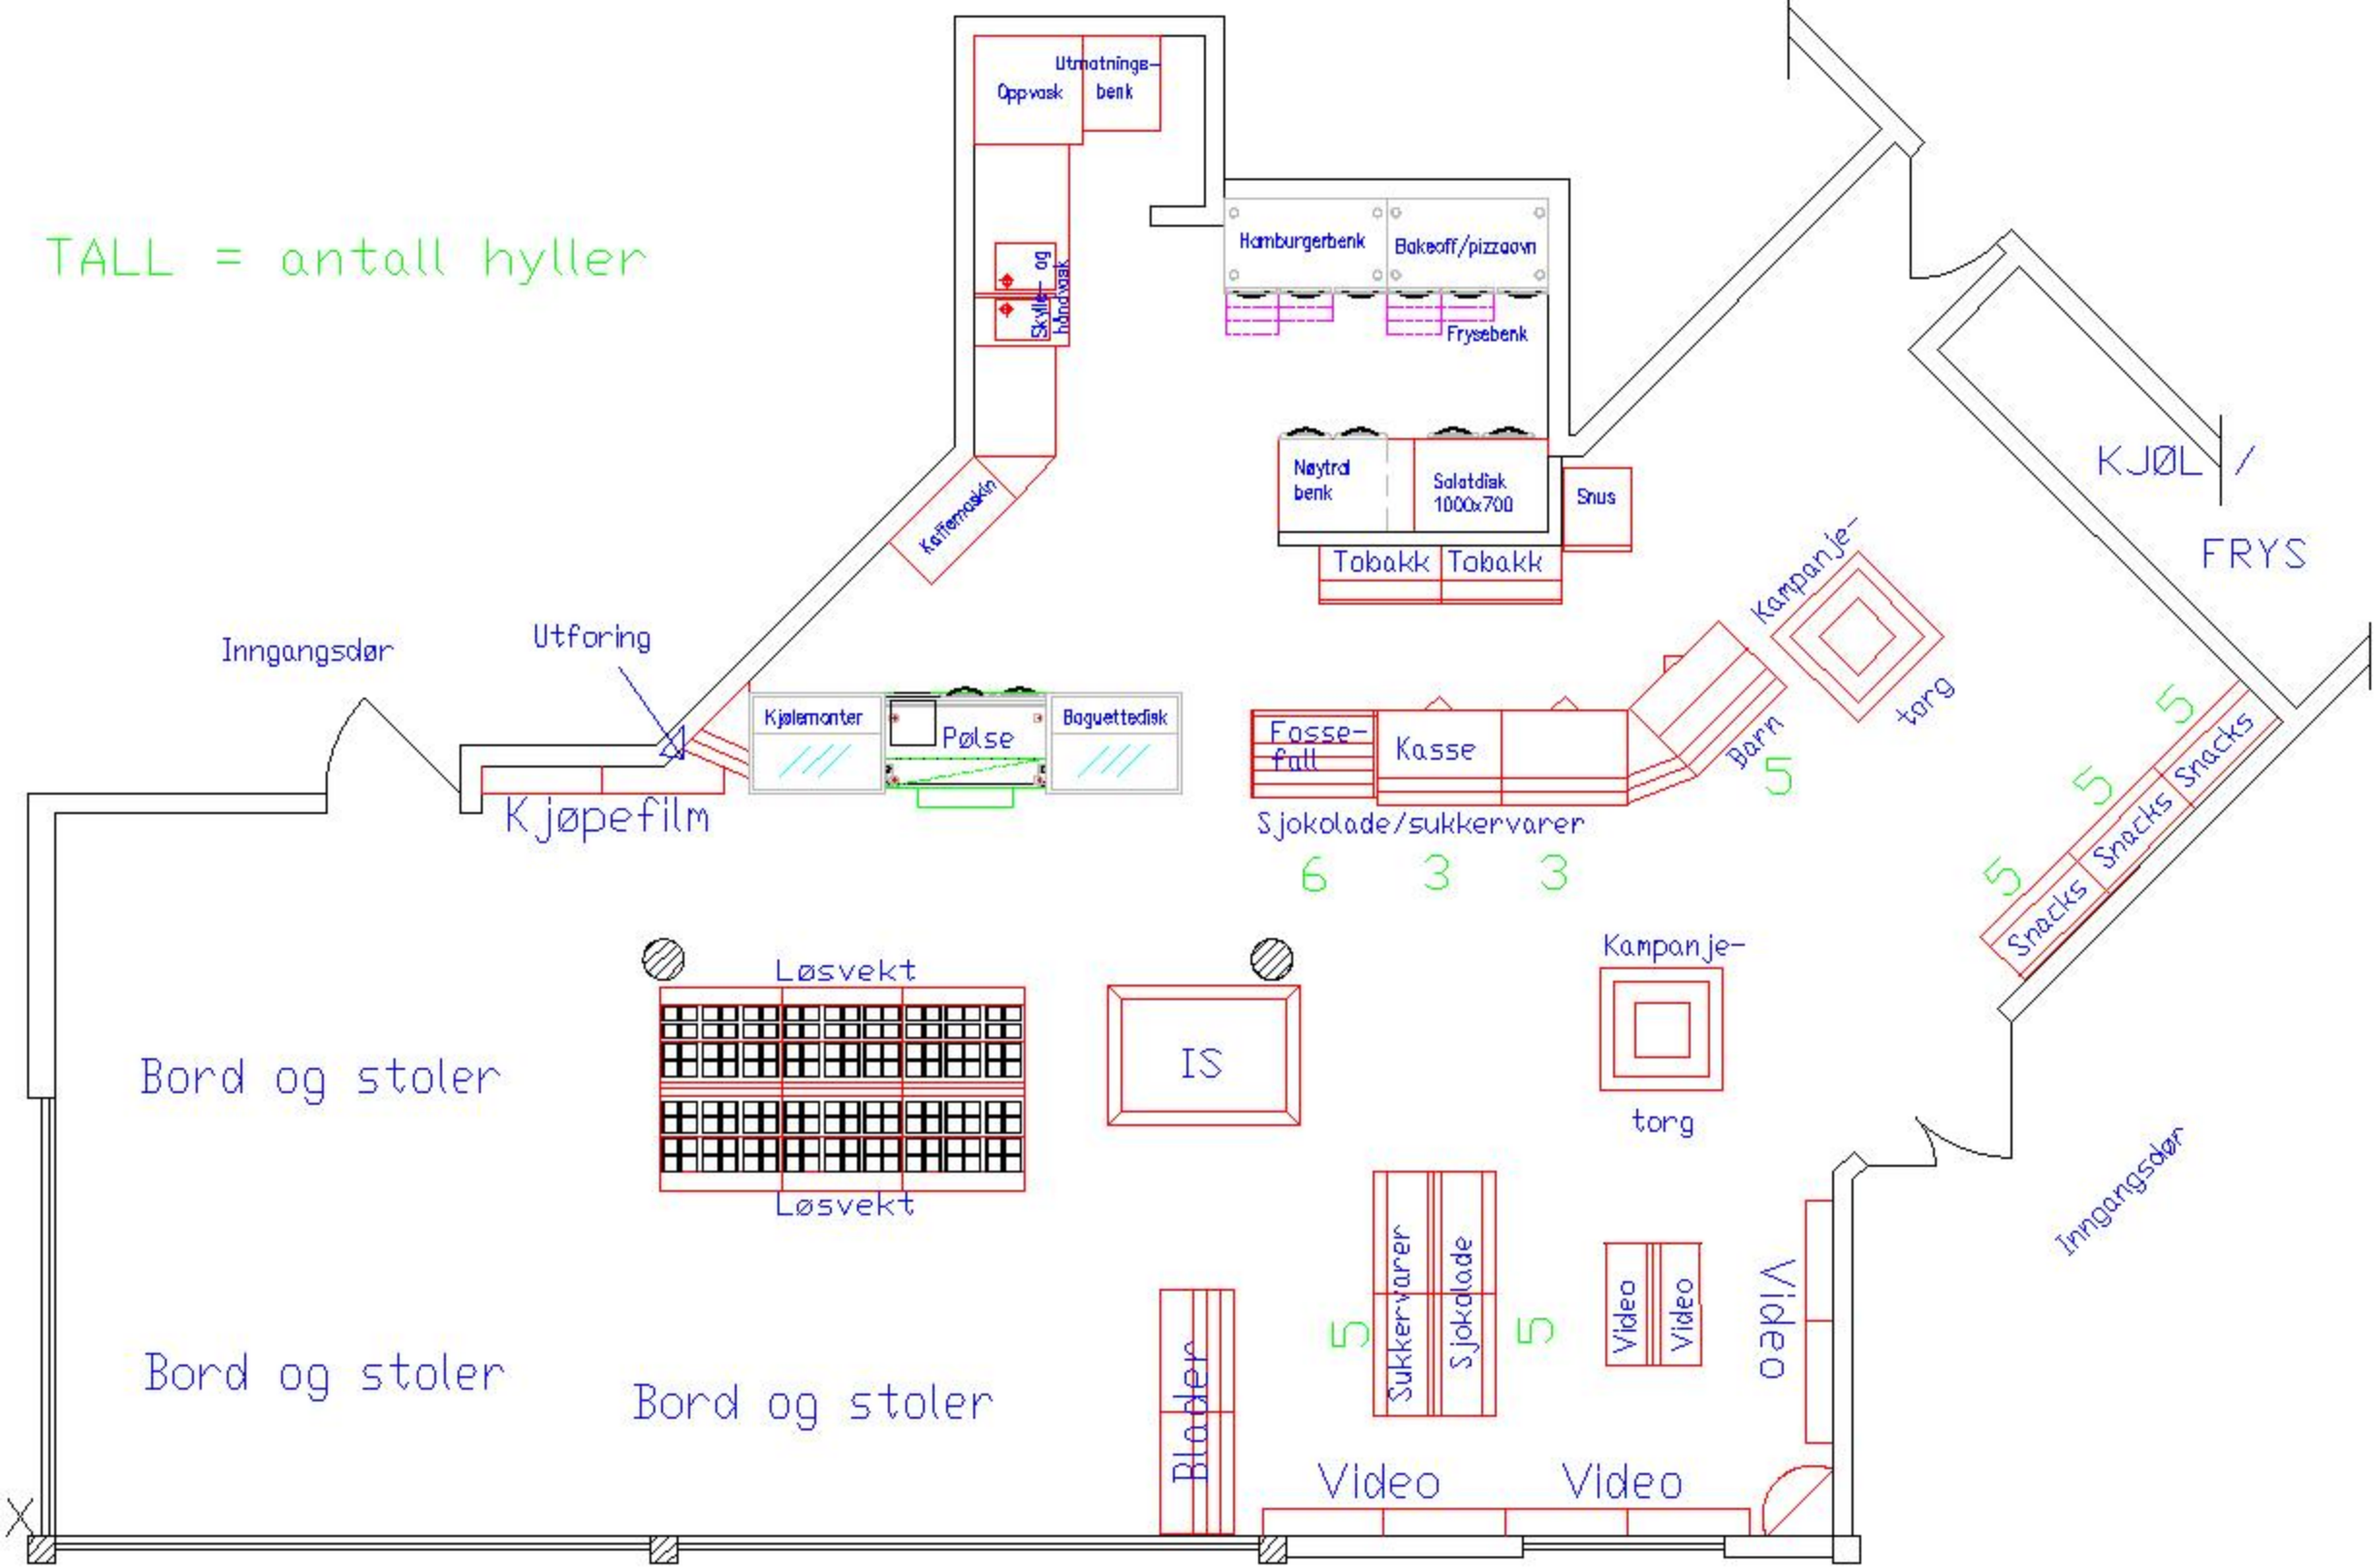 Utmatnings-
benk
Oppvask
TALL = antall hyller
Hamburgerbenk
Bakeoff/pizzaovn
Skylle- og
håndvask
Frysebenk
KJØL /
FRYS
Nøytral
benk
Salatdisk
1000x700
Snus
Kaffemaskin
Tobakk
Tobakk
Kampanje-
torg
Inngangsdør
Utforing
Kjølemonter
Pølse
Baguettedisk
Fosse-
fall
Kasse
Barn
5
5
Snacks
5
Snacks
5
Snacks
Kjøpefilm
Sjokolade/sukkervarer
6 3 3
Kampanje-
torg
Løsvekt
IS
Bord og stoler
Løsvekt
Inngangsdør
Sukkervarer
Sjokolade
5
5
Video
Video
Video
Bord og stoler
Bord og stoler
Blader
Video
Video
X